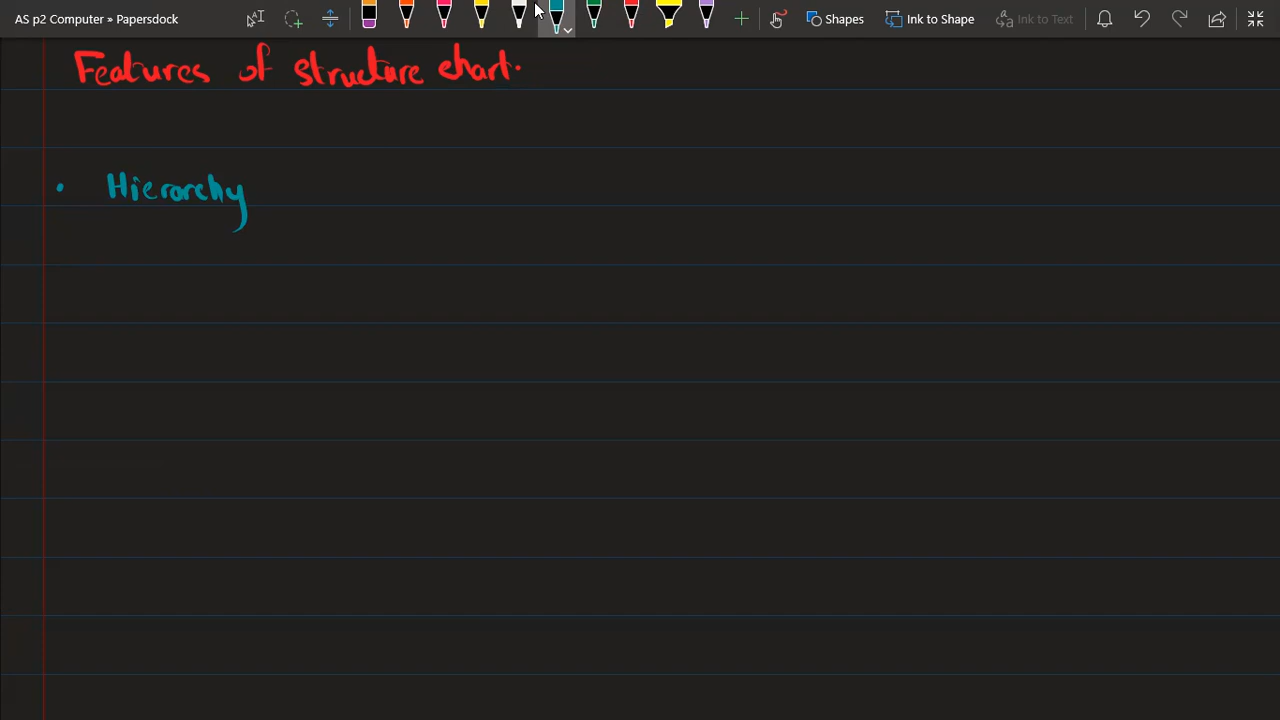 AS p2 Computer » Papersdock
Shapes
Ink to Shape
Ink to Text
Features of structure chart.
• Hierarchy